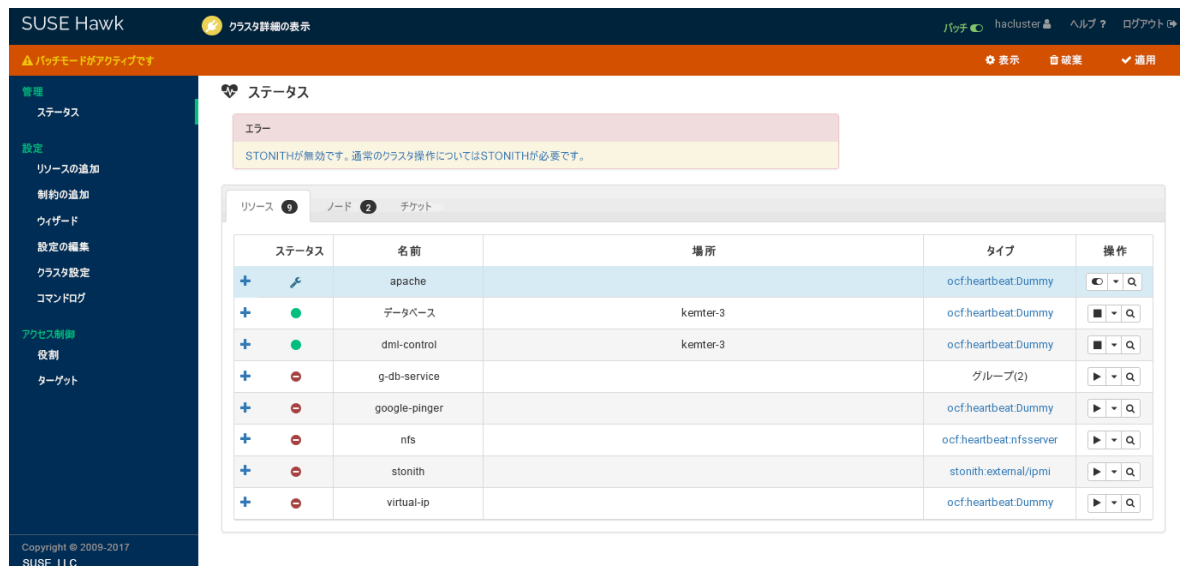 SUSE Hawk
クラスタ詳細の表示
バッチ
hacluster
ヘルプ ?
ログアウト
バッチモードがアクティブです
表示
破棄
適用
管理
ステータス
設定
リソースの追加
制約の追加
ウィザード
設定の編集
クラスタ設定
コマンドログ
アクセス制御
役割
ターゲット
Copyright © 2009-2017
SUSE, LLC
ステータス
エラー
STONITHが無効です。通常のクラスタ操作についてはSTONITHが必要です。
リソース 9 ノード 2 チケット
ステータス 名前 場所 タイプ 操作
apache ocf:heartbeat:Dummy
データベース kemter-3 ocf:heartbeat:Dummy
dml-control kemter-3 ocf:heartbeat:Dummy
g-db-service グループ(2)
google-pinger ocf:heartbeat:Dummy
nfs ocf:heartbeat:nfsserver
stonith stonith:external/ipmi
virtual-ip ocf:heartbeat:Dummy